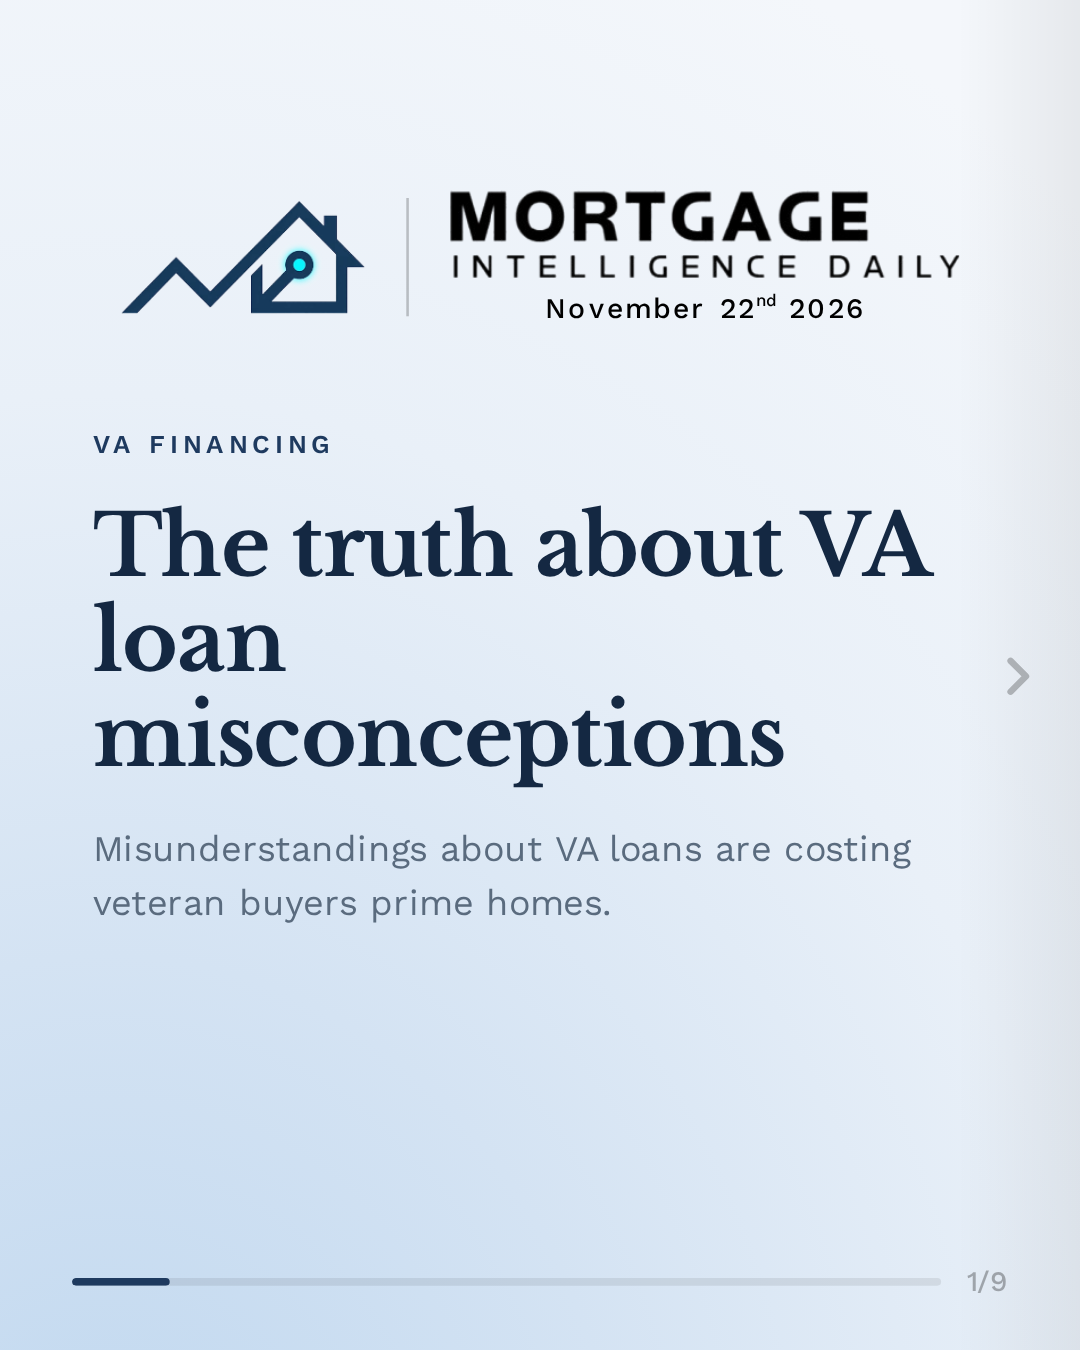 MORTGAGE
INTELLIGENCE DAILY
November 22nd 2026
VA FINANCING
The truth about VA
loan
misconceptions
Misunderstandings about VA loans are costing
veteran buyers prime homes.
1/9